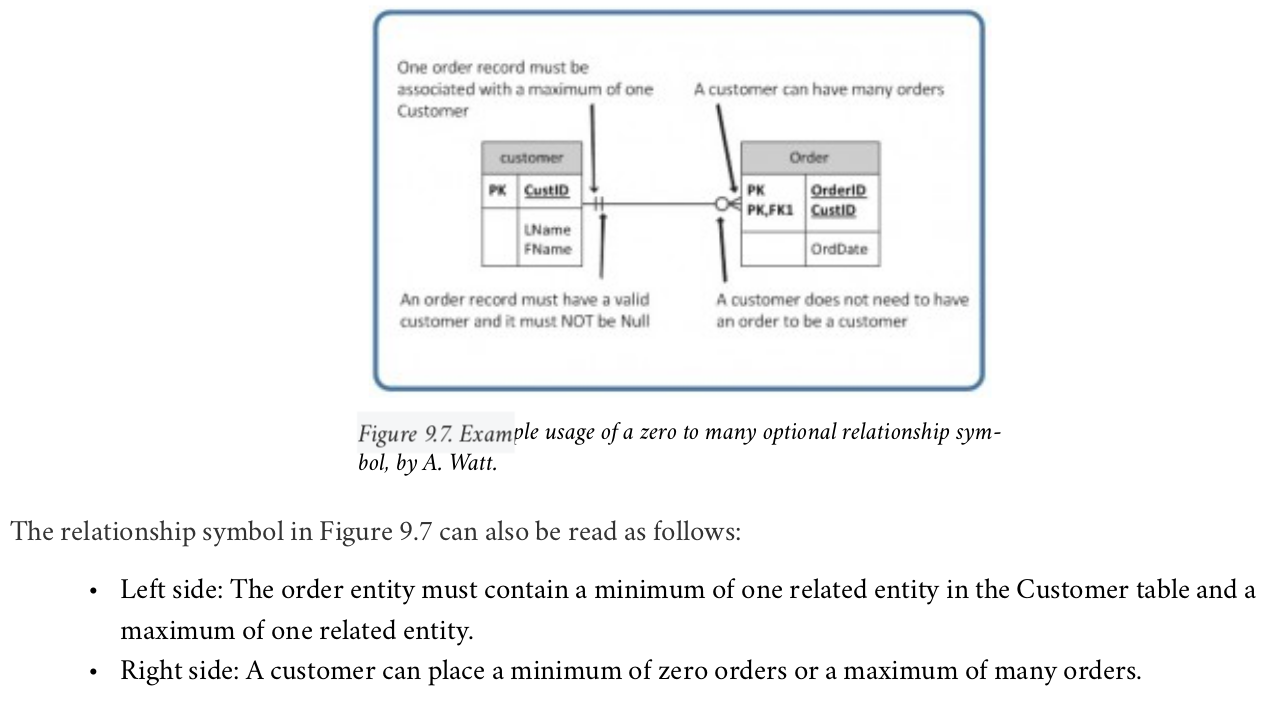 One order record must be
associated with a maximum of one
Customer
A customer can have many orders
customer
PK CustID
LName
FName
Order
PK OrderID
PK,FK1 CustID
OrdDate
An order record must have a valid
customer and it must NOT be Null
A customer does not need to have
an order to be a customer
Figure 9.7. Example usage of a zero to many optional relationship sym-
bol, by A. Watt.
The relationship symbol in Figure 9.7 can also be read as follows:
• Left side: The order entity must contain a minimum of one related entity in the Customer table and a
maximum of one related entity.
• Right side: A customer can place a minimum of zero orders or a maximum of many orders.